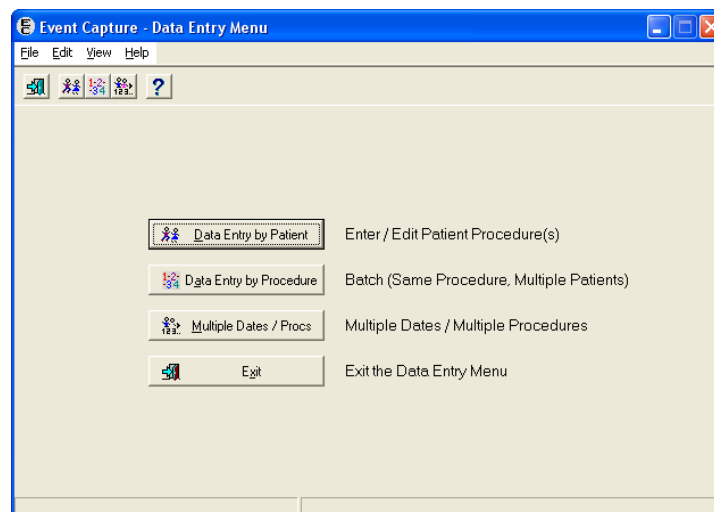 Event Capture - Data Entry Menu
File Edit View Help
Data Entry by Patient Enter / Edit Patient Procedure(s)
Data Entry by Procedure Batch (Same Procedure, Multiple Patients)
Multiple Dates / Procs Multiple Dates / Multiple Procedures
Exit Exit the Data Entry Menu